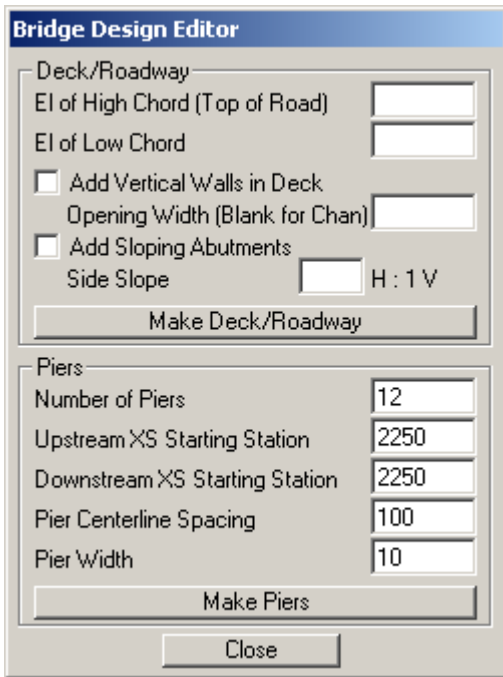 Bridge Design Editor
Deck/Roadway
El of High Chord (Top of Road)
El of Low Chord
Add Vertical Walls in Deck
Opening Width (Blank for Chan)
Add Sloping Abutments
Side Slope H : 1 V
Make Deck/Roadway
Piers
Number of Piers 12
Upstream XS Starting Station 2250
Downstream XS Starting Station 2250
Pier Centerline Spacing 100
Pier Width 10
Make Piers
Close